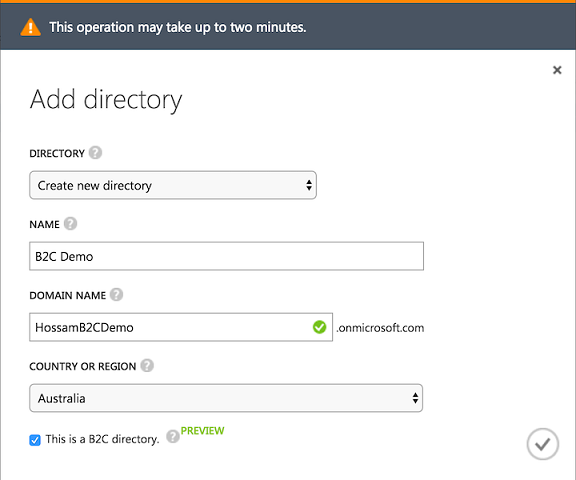 This operation may take up to two minutes.
Add directory
DIRECTORY ?
Create new directory
NAME ?
B2C Demo
DOMAIN NAME ?
HossamB2CDemo .onmicrosoft.com
COUNTRY OR REGION ?
Australia
This is a B2C directory. ? PREVIEW